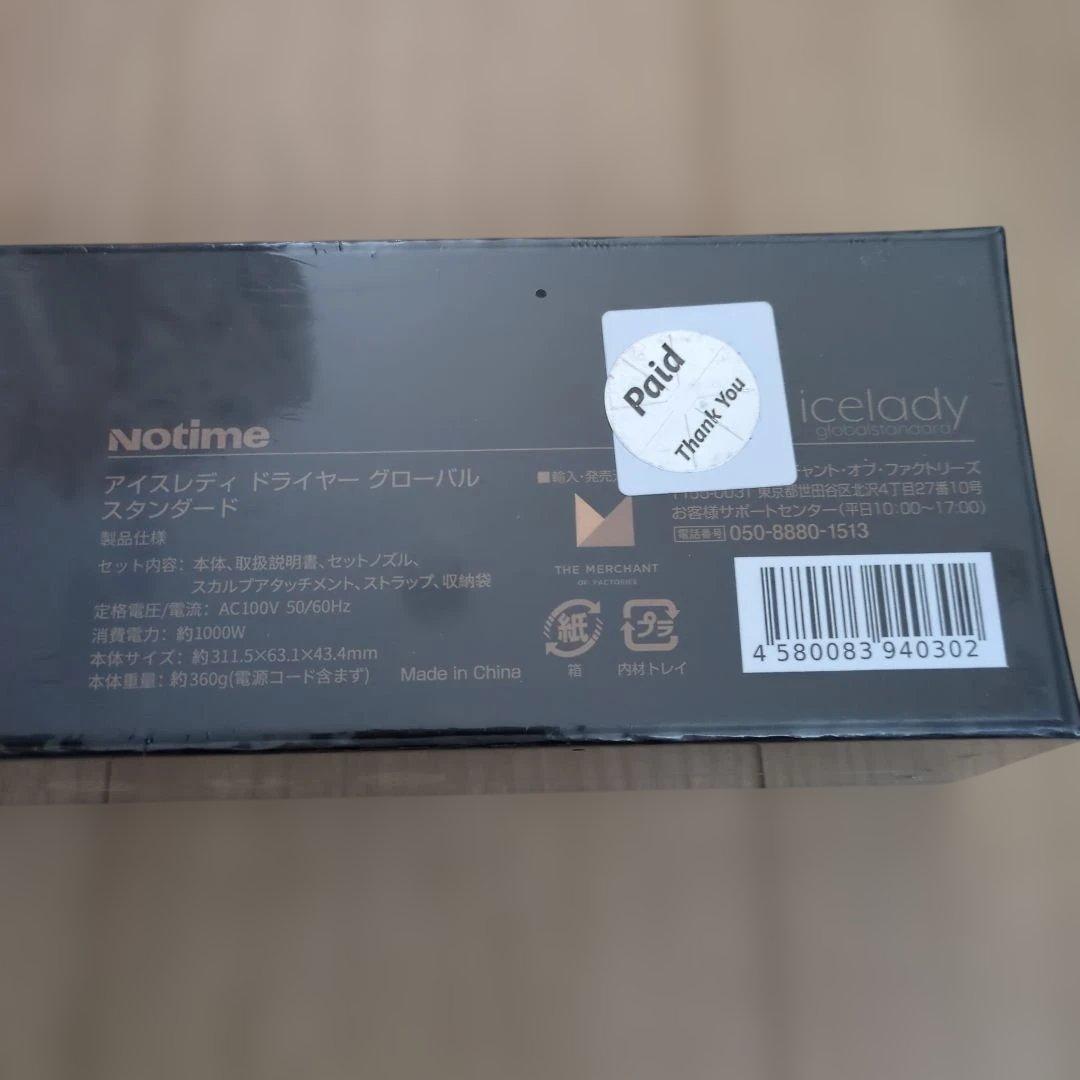 Paid
Thank You
Notime
icelady
globalstandard
アイスレディ ドライヤー グローバル
スタンダード
製品仕様
セット内容: 本体、取扱説明書、セットノズル、
スカルプアタッチメント、ストラップ、収納袋
定格電圧/電流: AC100V 50/60Hz
消費電力: 約1000W
本体サイズ: 約311.5×63.1×43.4mm
本体重量: 約360g(電源コード含まず)
Made in China
■輸入・発売
チャント・オブ・ファクトリーズ
〒155-0031 東京都世田谷区北沢4丁目27番10号
お客様サポートセンター(平日10:00〜17:00)
電話番号 050-8880-1513
THE MERCHANT
OF FACTORIES
紙
箱
プラ
内材トレイ
4 580083 940302